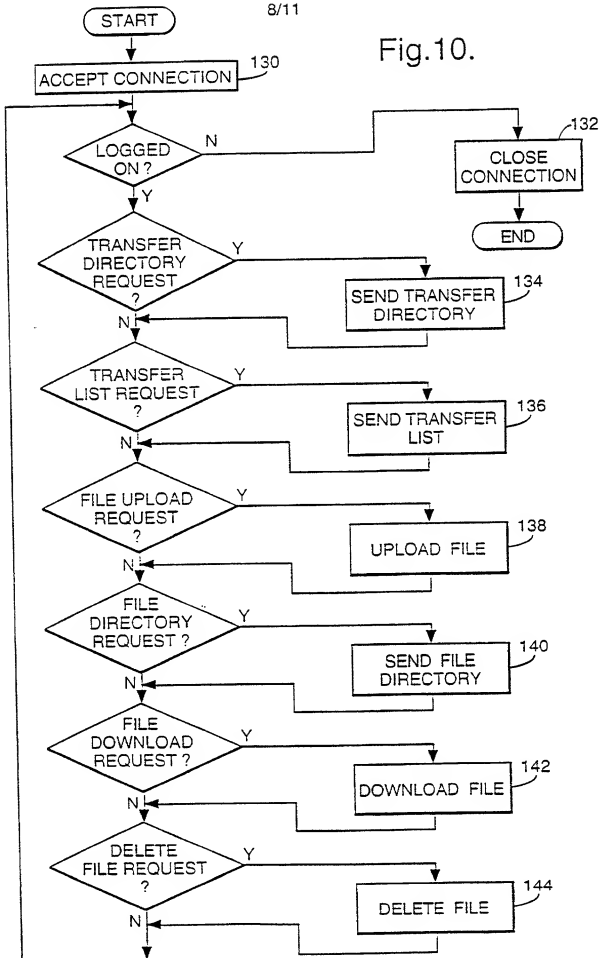 8/11
Fig.10.
START
ACCEPT CONNECTION
130
LOGGED
ON ?
N
Y
132
CLOSE
CONNECTION
END
TRANSFER
DIRECTORY
REQUEST
?
Y
N
134
SEND TRANSFER
DIRECTORY
TRANSFER
LIST REQUEST
?
Y
N
136
SEND TRANSFER
LIST
FILE UPLOAD
REQUEST
?
Y
N
138
UPLOAD FILE
FILE
DIRECTORY
REQUEST ?
Y
N
140
SEND FILE
DIRECTORY
FILE
DOWNLOAD
REQUEST ?
Y
N
142
DOWNLOAD FILE
DELETE
FILE REQUEST
?
Y
N
144
DELETE FILE